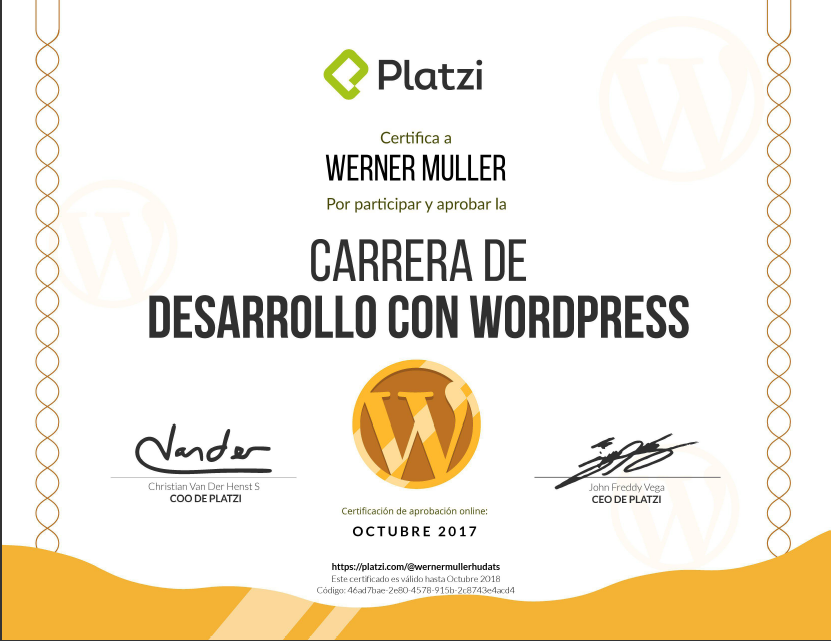 Platzi
Certifica a
WERNER MULLER
Por participar y aprobar la
CARRERA DE
DESARROLLO CON WORDPRESS
Vander
Christian Van Der Henst S
COO DE PLATZI
John Freddy Vega
CEO DE PLATZI
Certificación de aprobación online:
OCTUBRE 2017
https://platzi.com/@wernermullerhudats
Este certificado es válido hasta Octubre 2018
Código: 46ad7bae-2e80-4578-915b-2c8743e4acd4